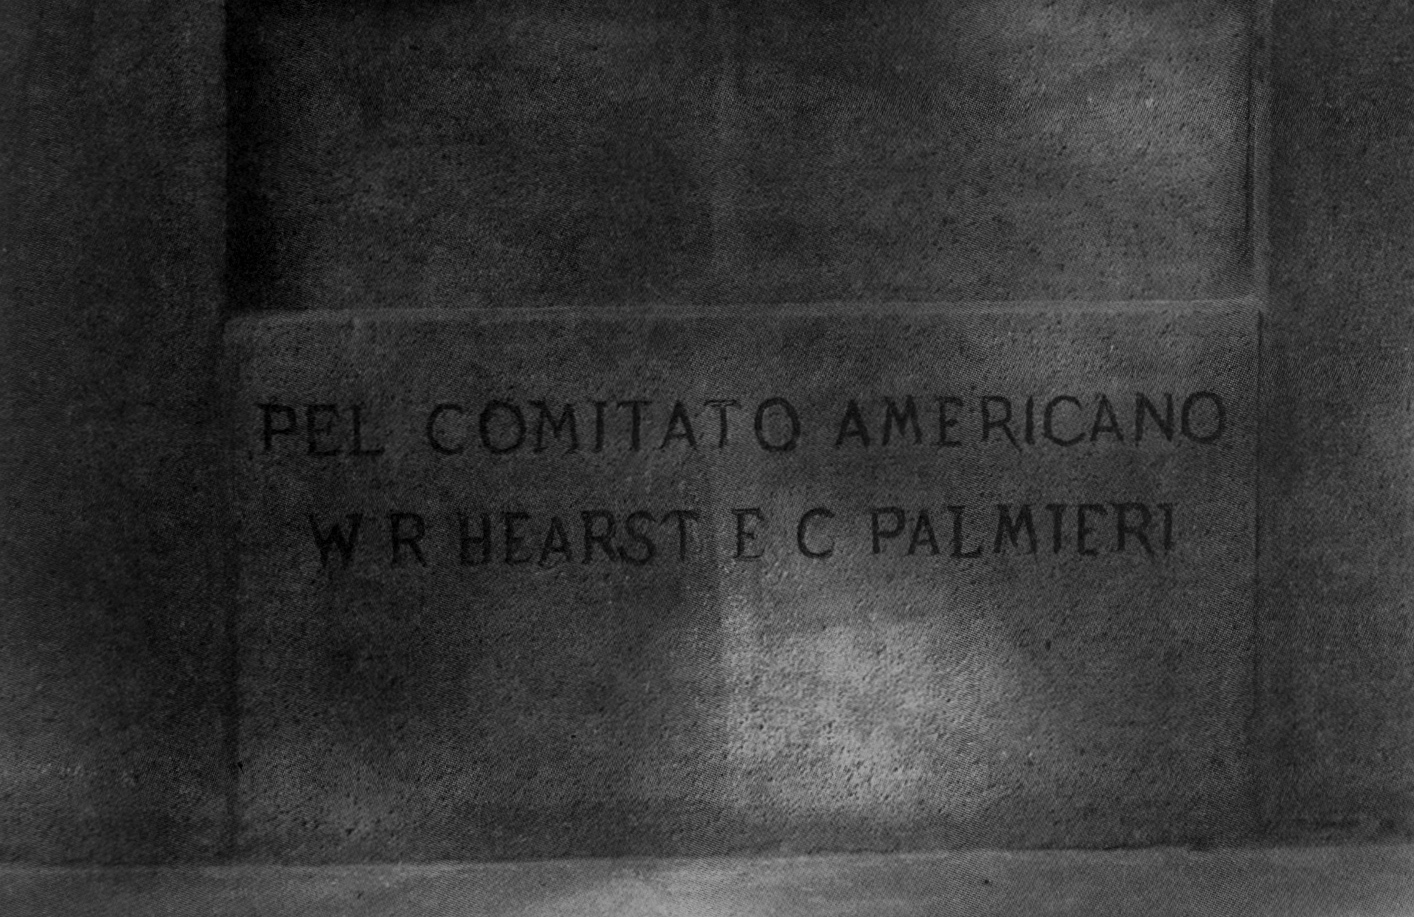 PEL COMITATO AMERICANO
W R HEARST E C PALMIERI